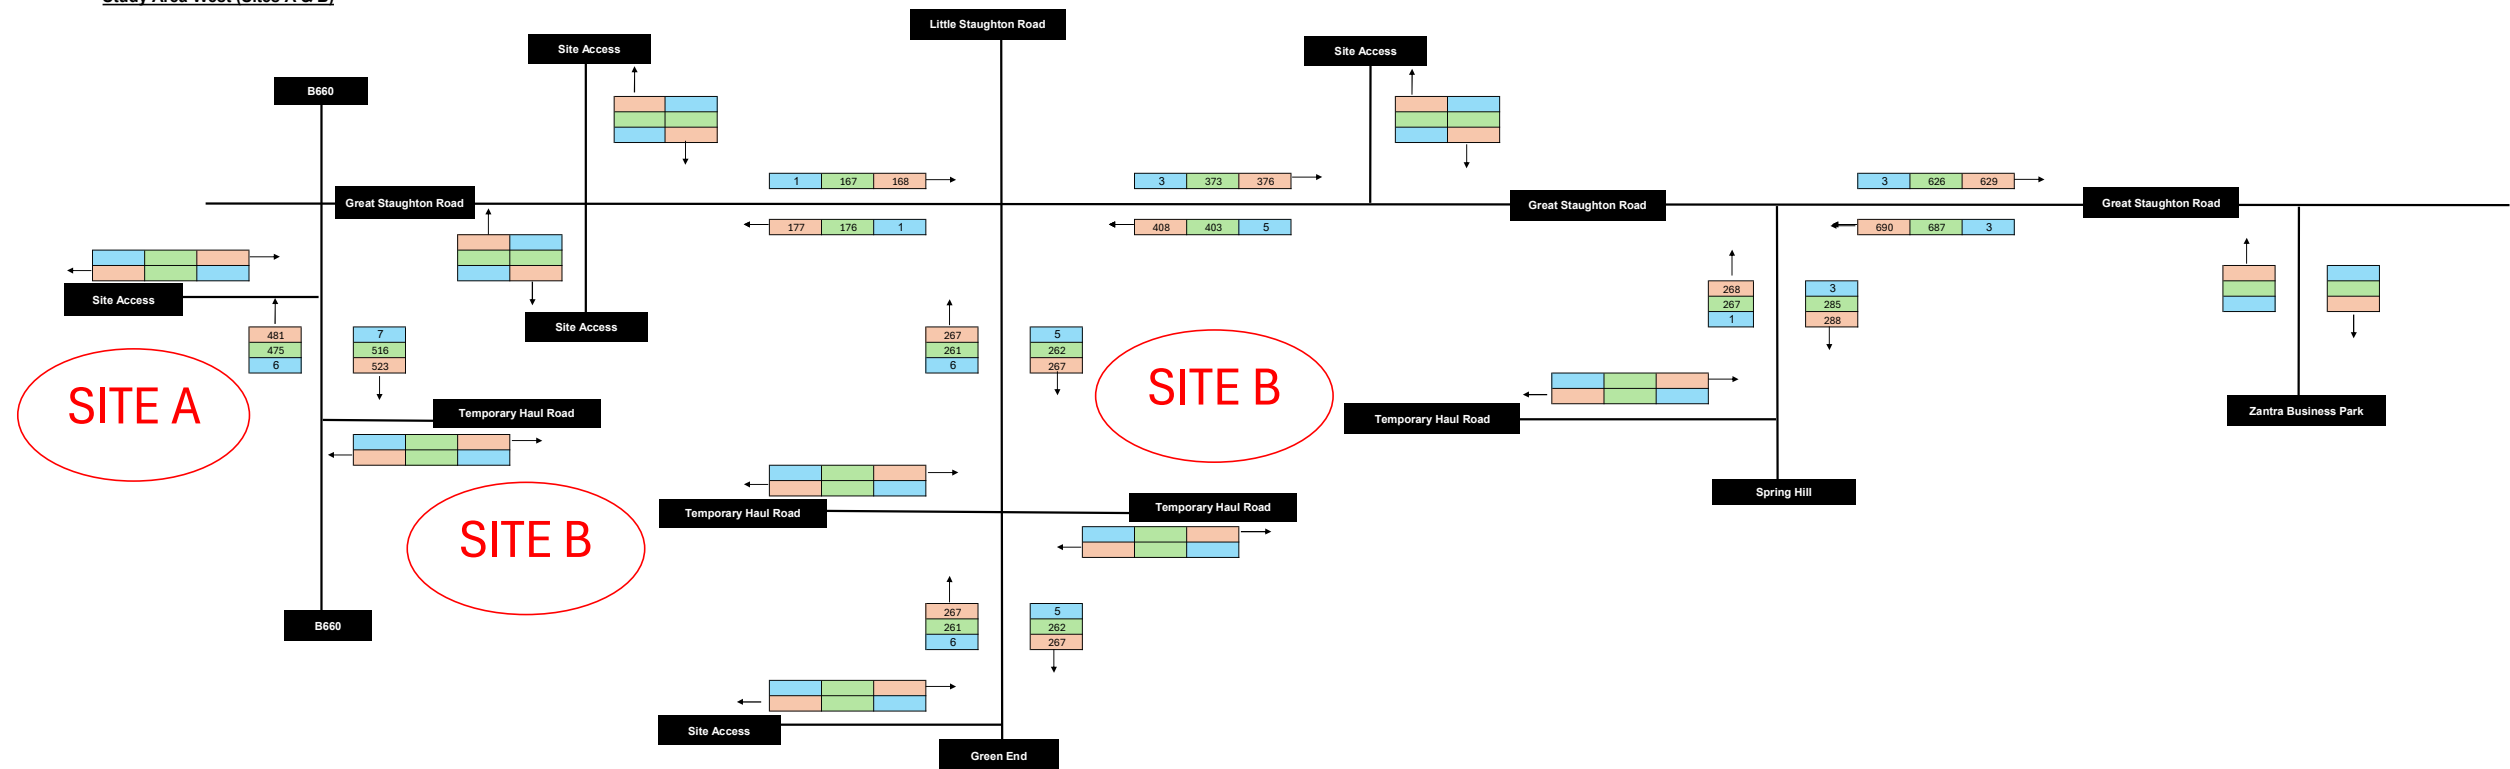 Study Area West (Sites A & B)
Little Staughton Road
Site Access
Site Access
B660
1 167 168
3 373 376
3 626 629
Great Staughton Road
Great Staughton Road
Great Staughton Road
177 176 1
408 403 5
690 687 3
Site Access
Site Access
268
267
1
3
285
288
481
475
6
7
516
523
267
261
6
5
262
267
SITE A
SITE B
Temporary Haul Road
Temporary Haul Road
Zantra Business Park
SITE B
Temporary Haul Road
Temporary Haul Road
Spring Hill
B660
267
261
6
5
262
267
Site Access
Green End